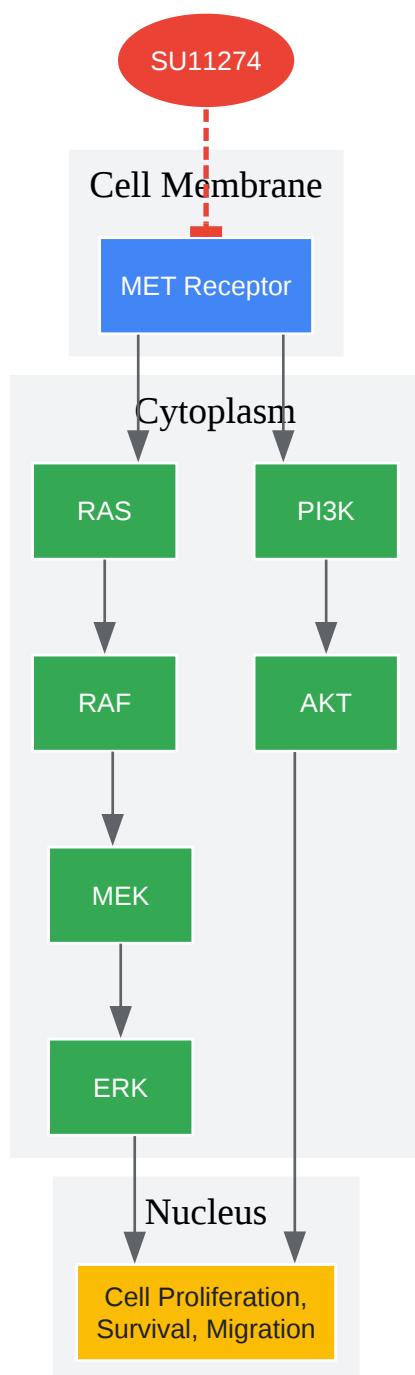 SU11274
Cell Membrane
MET Receptor
Cytoplasm
RAS
PI3K
RAF
AKT
MEK
ERK
Nucleus
Cell Proliferation,
Survival, Migration